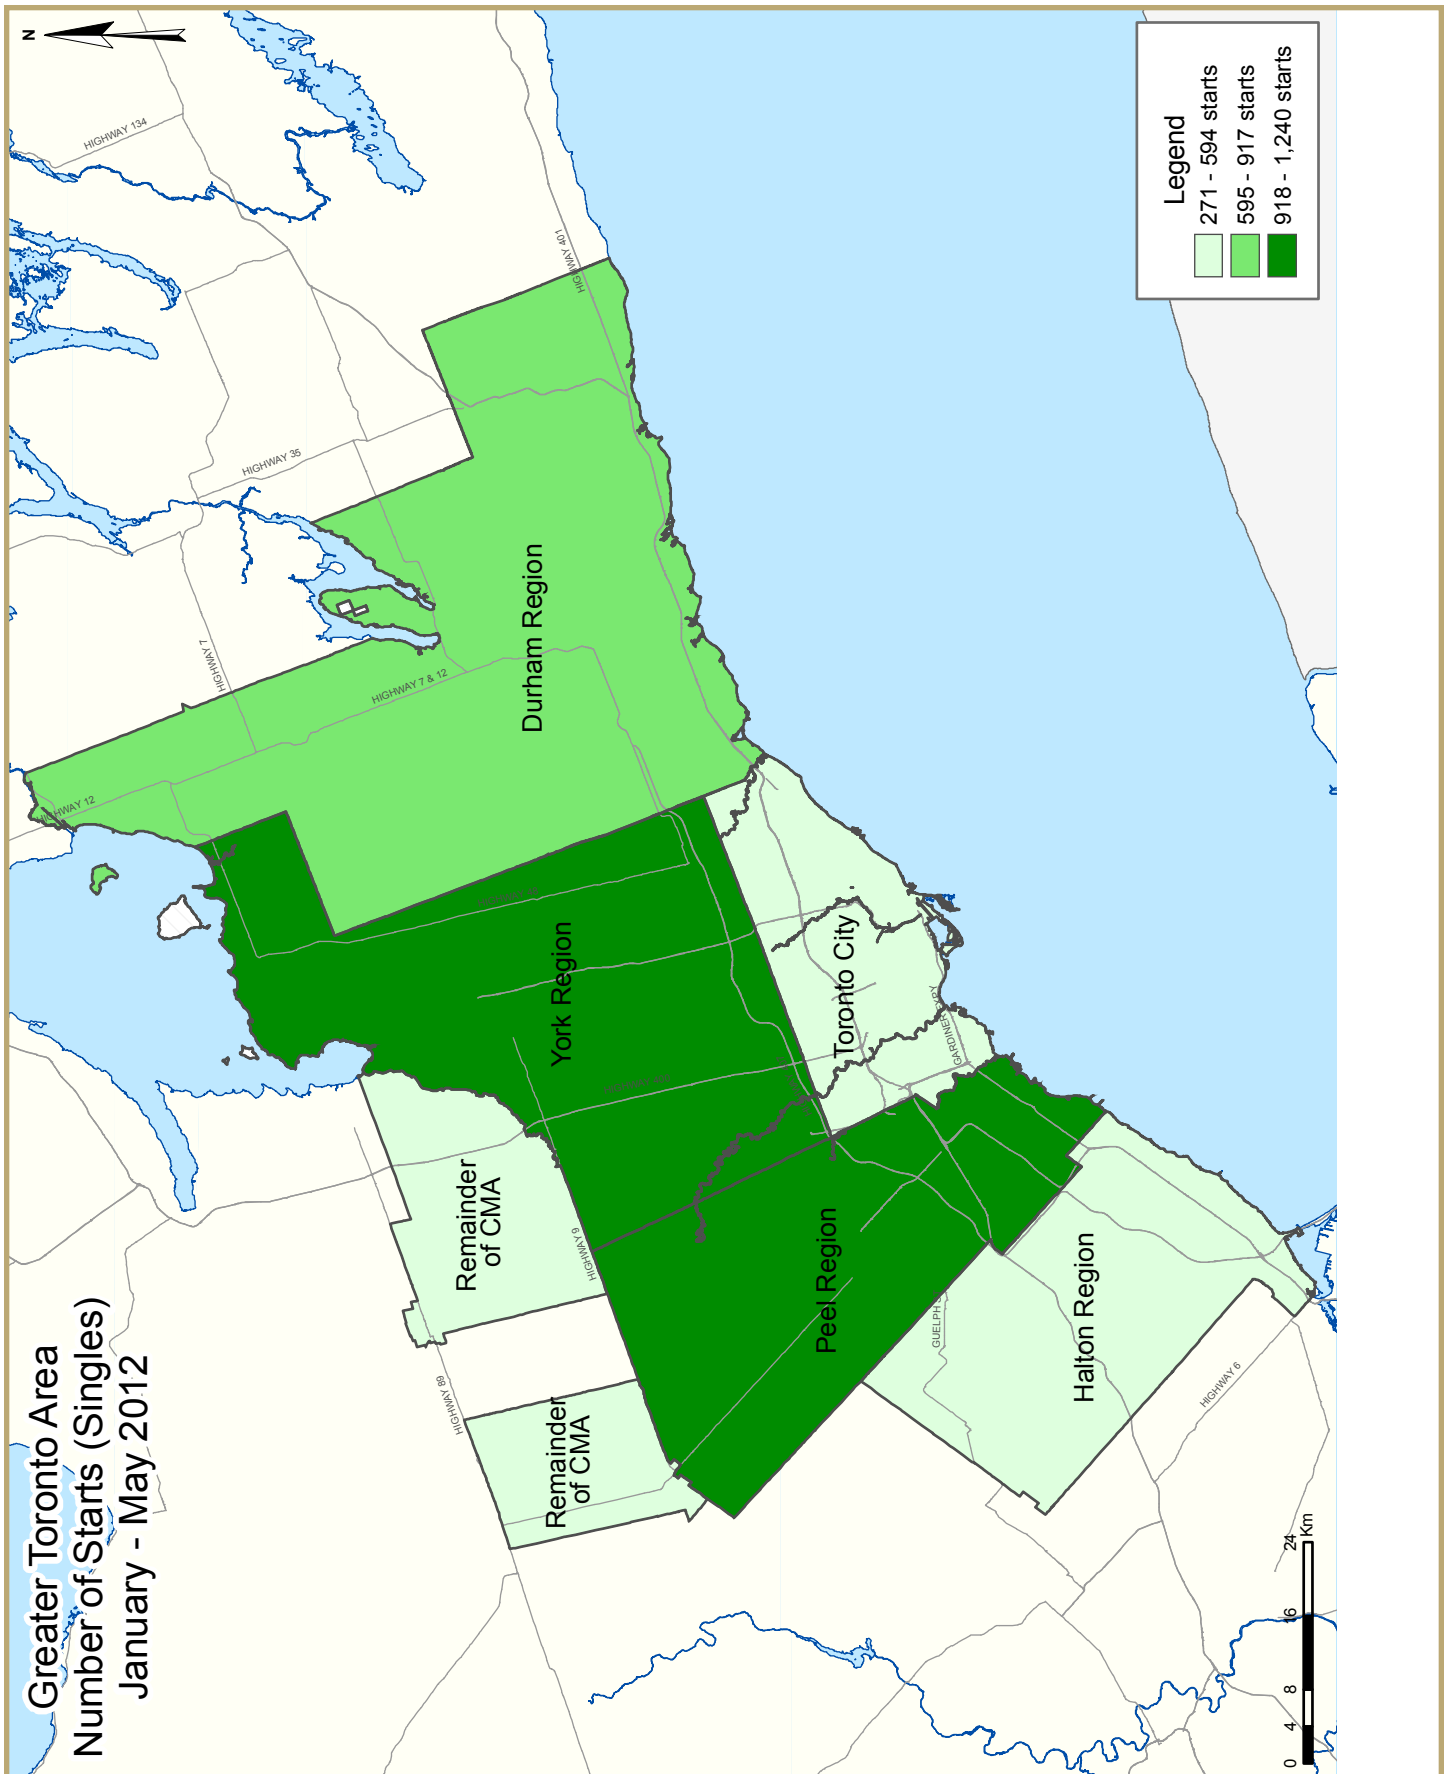 Greater Toronto Area
Number of Starts (Singles)
January - May 2012
N
HIGHWAY 134
HIGHWAY 401
HIGHWAY 35
HIGHWAY 7
HIGHWAY 7 & 12
HIGHWAY 12
Durham Region
York Region
Toronto City
GARDINER
Remainder
of CMA
HIGHWAY 9
HIGHWAY 89
Remainder
of CMA
Peel Region
GUELPH
Halton Region
HIGHWAY 6
Legend
271 - 594 starts
595 - 917 starts
918 - 1,240 starts
0 4 8 16 24
Km